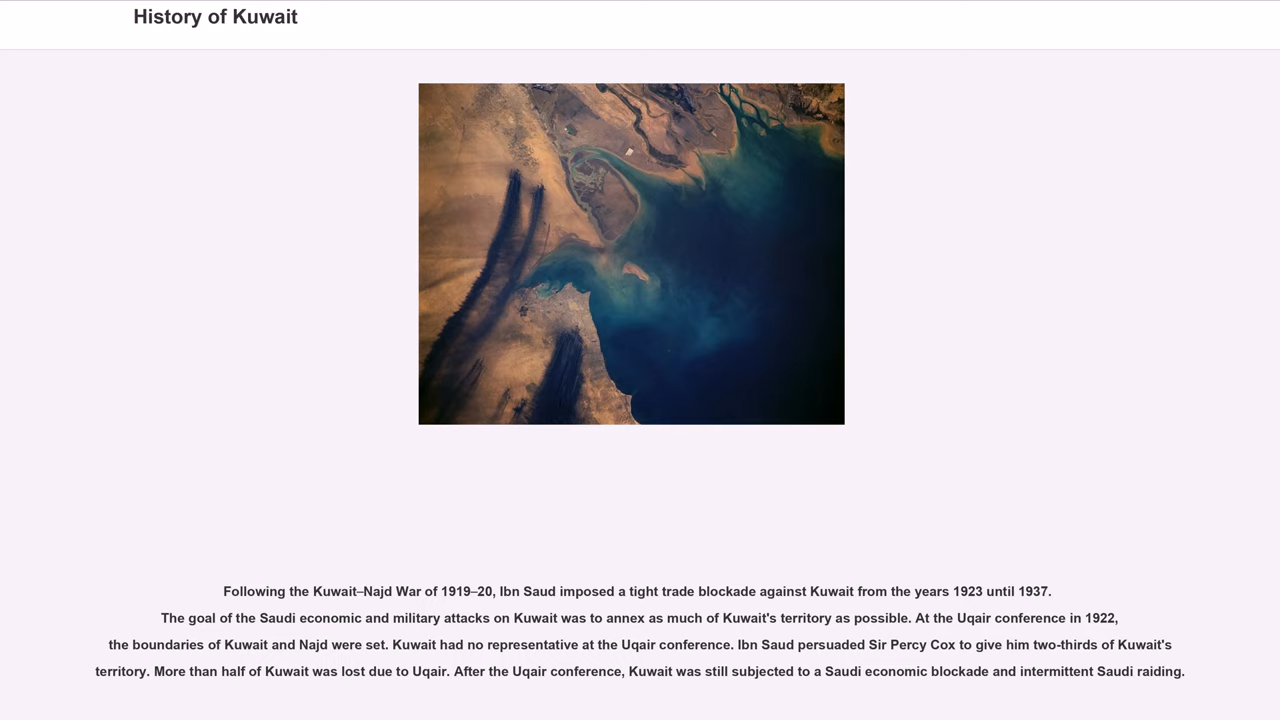 History of Kuwait
Following the Kuwait–Najd War of 1919–20, Ibn Saud imposed a tight trade blockade against Kuwait from the years 1923 until 1937.
The goal of the Saudi economic and military attacks on Kuwait was to annex as much of Kuwait's territory as possible. At the Uqair conference in 1922,
the boundaries of Kuwait and Najd were set. Kuwait had no representative at the Uqair conference. Ibn Saud persuaded Sir Percy Cox to give him two-thirds of Kuwait's
territory. More than half of Kuwait was lost due to Uqair. After the Uqair conference, Kuwait was still subjected to a Saudi economic blockade and intermittent Saudi raiding.